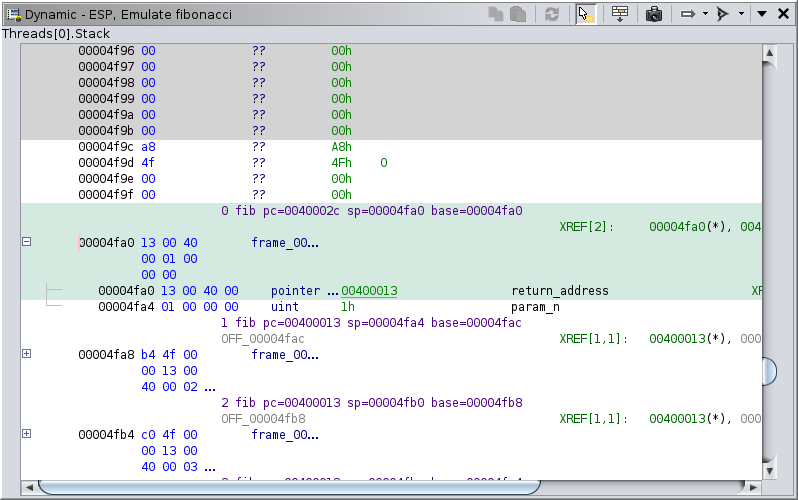 Dynamic - ESP, Emulate fibonacci
Threads[0].Stack
00004f96 00 ?? 00h
00004f97 00 ?? 00h
00004f98 00 ?? 00h
00004f99 00 ?? 00h
00004f9a 00 ?? 00h
00004f9b 00 ?? 00h
00004f9c a8 ?? A8h
00004f9d 4f ?? 4Fh O
00004f9e 00 ?? 00h
00004f9f 00 ?? 00h
0 fib pc=0040002c sp=00004fa0 base=00004fa0
XREF[2]: 00004fa0(*), 004
00004fa0 13 00 40 frame_00...
00 01 00
00 00
00004fa0 13 00 40 00 pointer ... 00400013 return_address XR
00004fa4 01 00 00 00 uint 1h param_n
1 fib pc=00400013 sp=00004fa4 base=00004fac
OFF_00004fac XREF[1,1]: 00400013(*), 000
00004fa8 b4 4f 00 frame_00...
00 13 00
40 00 02 ...
2 fib pc=00400013 sp=00004fb0 base=00004fb8
OFF_00004fb8 XREF[1,1]: 00400013(*), 000
00004fb4 c0 4f 00 frame_00...
00 13 00
40 00 03 ...